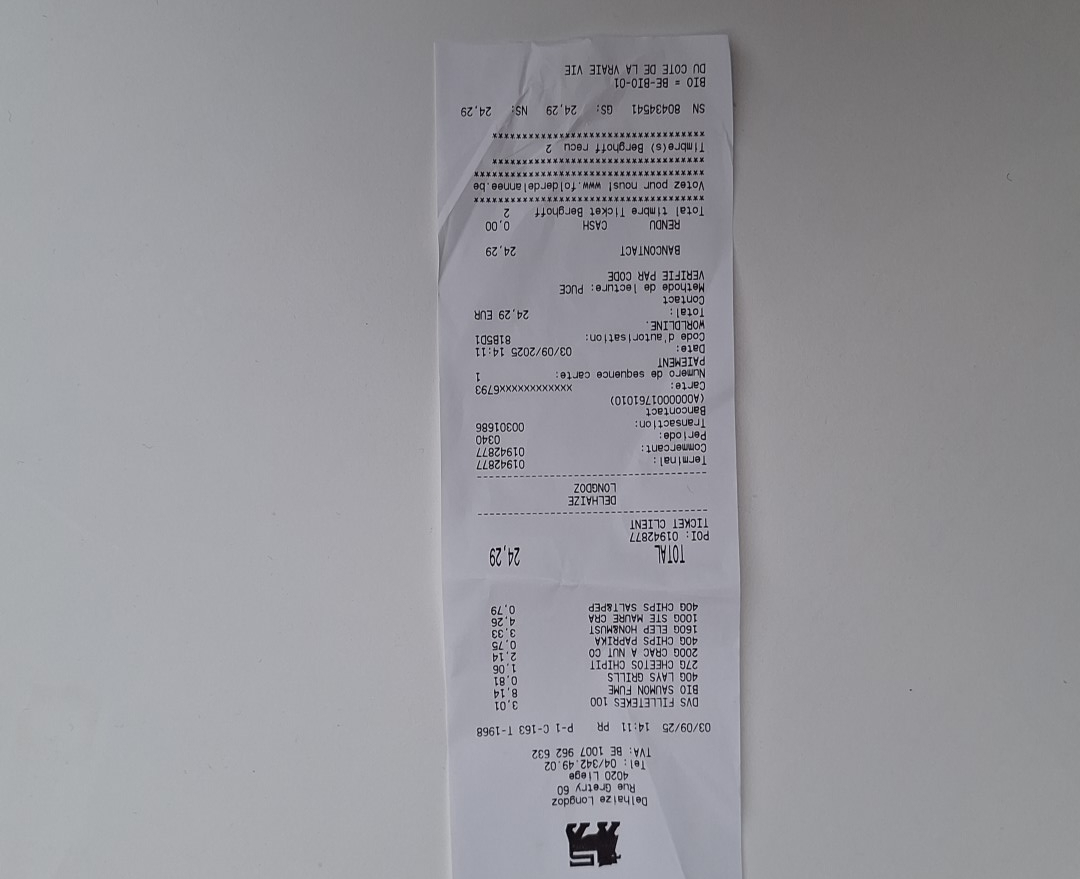 Delhaize Longdoz
Rue Gretry 60
4020 Liege
Tel: 04/342.49.02
TVA: BE 1007 962 632
03/09/25 14:11 PR P-1 C-163 T-1968
DVS FILLETEKES 100 3,01
BIO SAUMON FUME 8,14
40G LAYS GRILLS 0,81
27G CHEETOS CHIPIT 1,06
200G CRAC A NUT CO 2,14
40G CHIPS PAPRIKA 0,75
160G ELEP HON&MUST 3,33
100G STE MAURE CRA 4,26
40G CHIPS SALT&PEP 0,79
TOTAL 24,29
POI: 01942877
TICKET CLIENT
--------------------------------
DELHAIZE
LONGDOZ
--------------------------------
Terminal: 01942877
Commercant: 01942877
Periode: 0340
Transaction: 00301686
Bancontact
(A0000001761010)
Carte: xxxxxxxxxxxxx6793
Numero de sequence carte: 1
PAIEMENT
Date: 03/09/2025 14:11
Code d'autorisation: 81B5D1
WORLDLINE.
Total: 24,29 EUR
Contact
Methode de lecture: PUCE
VERIFIE PAR CODE
BANCONTACT 24,29
RENDU CASH 0,00
Total timbre Ticket Berghoff 2
xxxxxxxxxxxxxxxxxxxxxxxxxxxxxxxxxxxxxx
Votez pour nous! www.folderdelannee.be
xxxxxxxxxxxxxxxxxxxxxxxxxxxxxxxxxxxxxx
xxxxxxxxxxxxxxxxxxxxxxxxxxxxxxxxxxx
Timbre(s) Berghoff recu 2
xxxxxxxxxxxxxxxxxxxxxxxxxxxxxxxxxxx
SN 80434541 GS: 24,29 NS: 24,29
BIO = BE-BIO-01
DU COTE DE LA VRAIE VIE